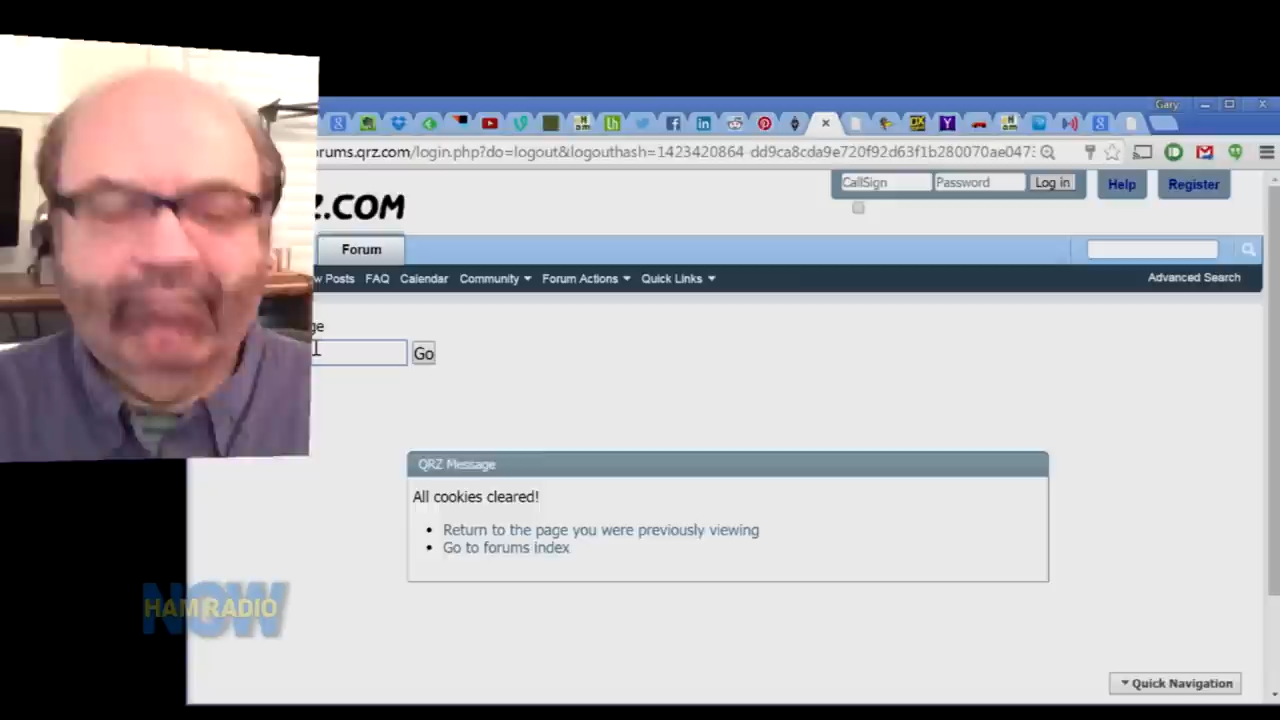 Gary
orums.qrz.com/login.php?do=logout&logouthash=1423420864
dd9ca8cda9e720f92d63f1b280070ae047
CallSign
Password
Log in
Help
Register
Z.COM
Forum
w Posts
FAQ
Calendar
Community
Forum Actions
Quick Links
Advanced Search
ge
Go
QRZ Message
All cookies cleared!
Return to the page you were previously viewing
Go to forums index
HAM RADIO
NOW
Quick Navigation